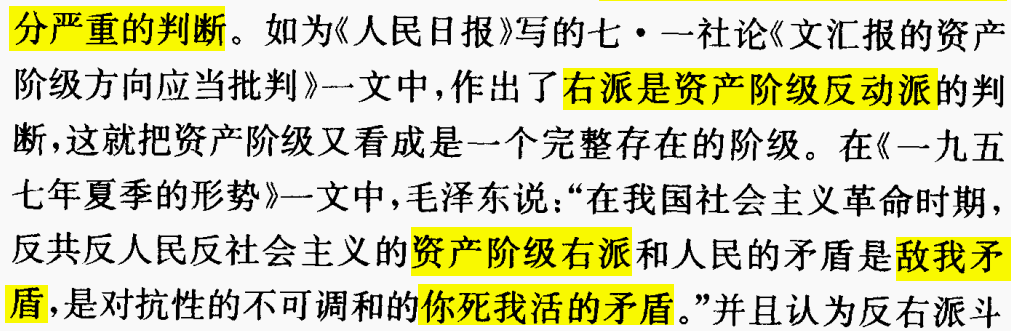 分严重的判断。如为《人民日报》写的七·一社论《文汇报的资产
阶级方向应当批判》一文中,作出了右派是资产阶级反动派的判
断,这就把资产阶级又看成是一个完整存在的阶级。在《一九五
七年夏季的形势》一文中,毛泽东说:“在我国社会主义革命时期,
反共反人民反社会主义的资产阶级右派和人民的矛盾是敌我矛
盾,是对抗性的不可调和的你死我活的矛盾。”并且认为反右派斗